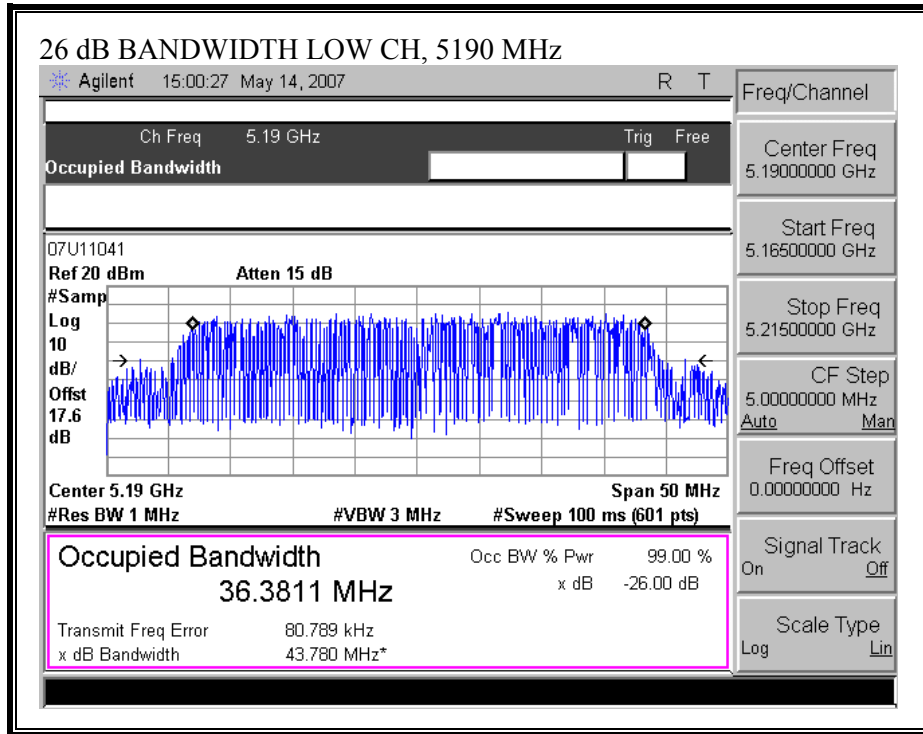 26 dB BANDWIDTH LOW CH, 5190 MHz
Agilent 15:00:27 May 14, 2007 R T
Freq/Channel
Ch Freq 5.19 GHz Trig Free
Occupied Bandwidth
Center Freq
5.19000000 GHz
Start Freq
5.16500000 GHz
Stop Freq
5.21500000 GHz
CF Step
5.00000000 MHz
Auto Man
Freq Offset
0.00000000 Hz
Signal Track
On Off
Scale Type
Log Lin
07U11041
Ref 20 dBm Atten 15 dB
#Samp
Log
10
dB/
Offst
17.6
dB
Center 5.19 GHz Span 50 MHz
#Res BW 1 MHz #VBW 3 MHz #Sweep 100 ms (601 pts)
Occupied Bandwidth Occ BW % Pwr 99.00 %
36.3811 MHz x dB -26.00 dB
Transmit Freq Error 80.789 kHz
x dB Bandwidth 43.780 MHz*